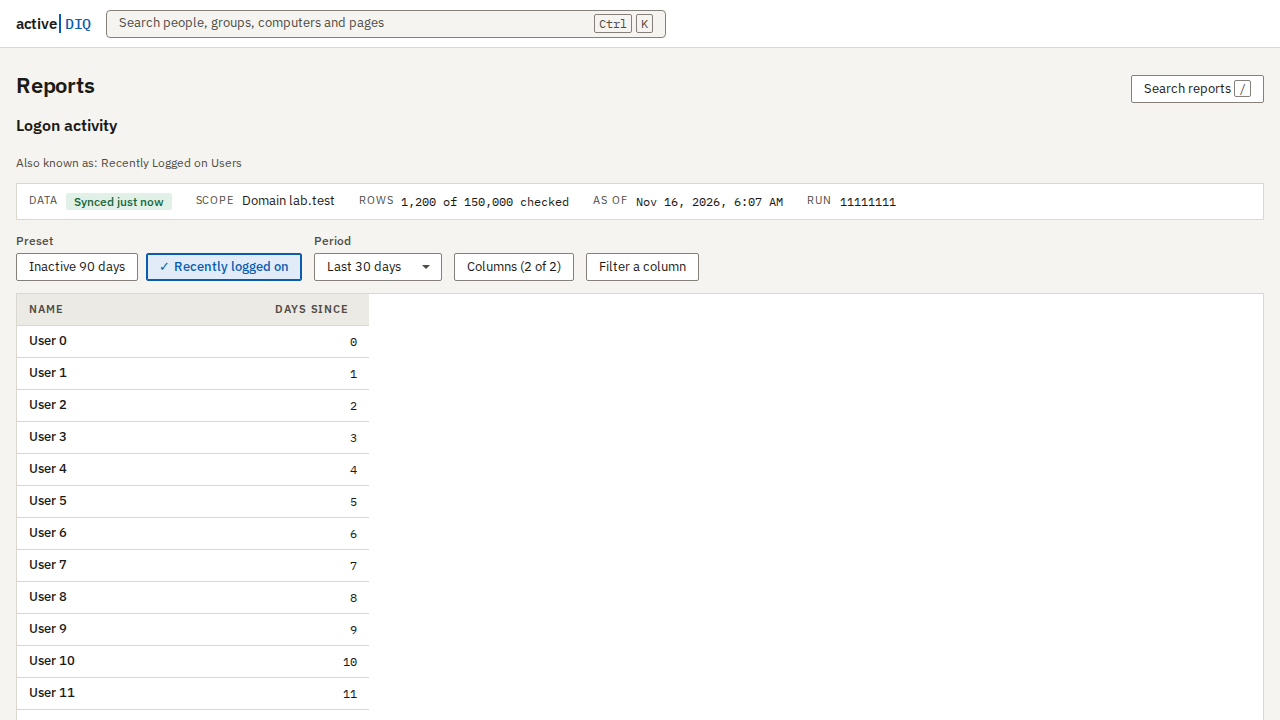 active DIQ Search people, groups, computers and pages Ctrl K
Reports
Search reports /
Logon activity
Also known as: Recently Logged on Users
DATA Synced just now SCOPE Domain lab.test ROWS 1,200 of 150,000 checked AS OF Nov 16, 2026, 6:07 AM RUN 11111111
Preset Period
Inactive 90 days ✓ Recently logged on Last 30 days Columns (2 of 2) Filter a column
NAME DAYS SINCE
User 0 0
User 1 1
User 2 2
User 3 3
User 4 4
User 5 5
User 6 6
User 7 7
User 8 8
User 9 9
User 10 10
User 11 11